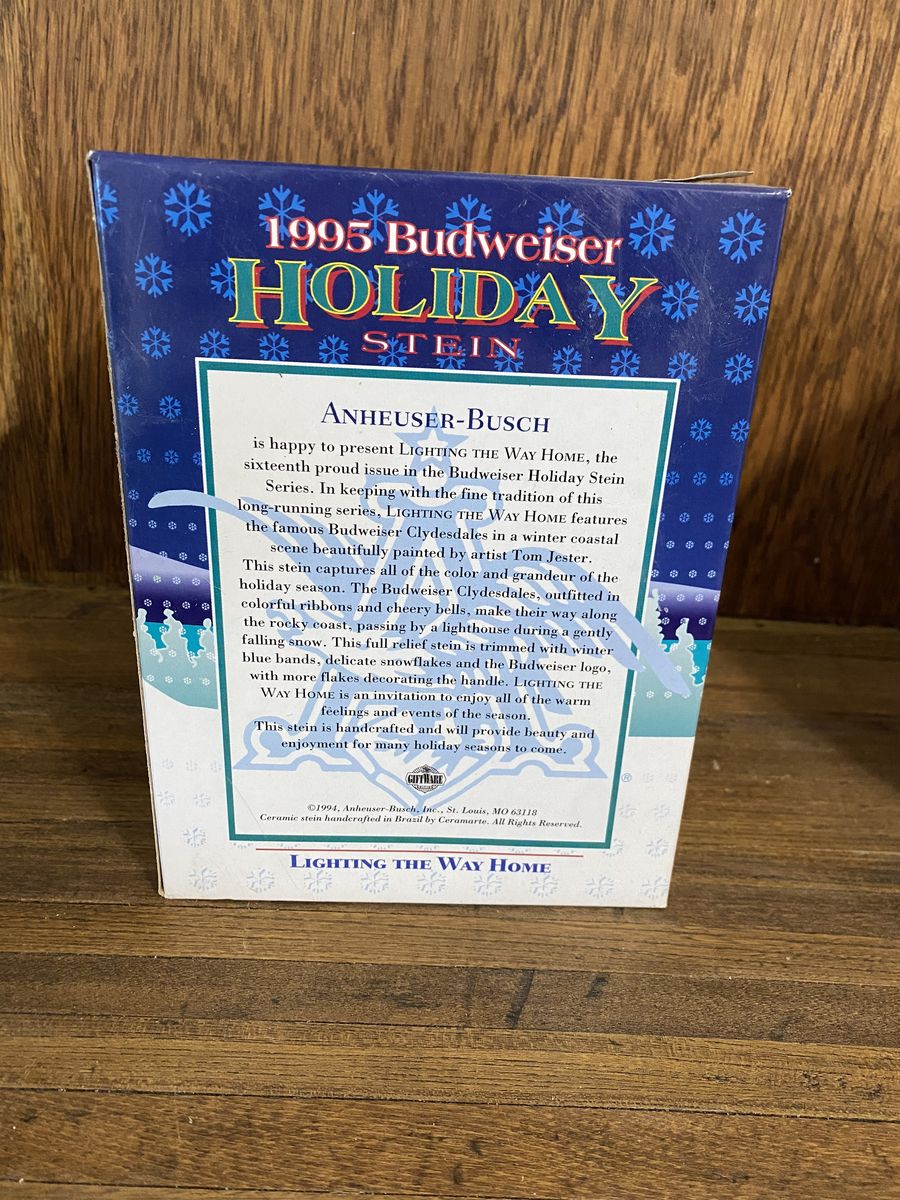 1995 Budweiser
HOLIDAY
STEIN
ANHEUSER-BUSCH
is happy to present LIGHTING THE WAY HOME, the
sixteenth proud issue in the Budweiser Holiday Stein
Series. In keeping with the fine tradition of this
long-running series, LIGHTING THE WAY HOME features
the famous Budweiser Clydesdales in a winter coastal
scene beautifully painted by artist Tom Jester.
This stein captures all of the color and grandeur of the
holiday season. The Budweiser Clydesdales, outfitted in
colorful ribbons and cheery bells, make their way along
the rocky coast, passing by a lighthouse during a gently
falling snow. This full relief stein is trimmed with winter
blue bands, delicate snowflakes and the Budweiser logo,
with more flakes decorating the handle. LIGHTING THE
WAY HOME is an invitation to enjoy all of the warm
feelings and events of the season.
This stein is handcrafted and will provide beauty and
enjoyment for many holiday seasons to come.
®
GIFTWARE
©1994, Anheuser-Busch, Inc., St. Louis, MO 63118
Ceramic stein handcrafted in Brazil by Ceramarte. All Rights Reserved.
LIGHTING THE WAY HOME